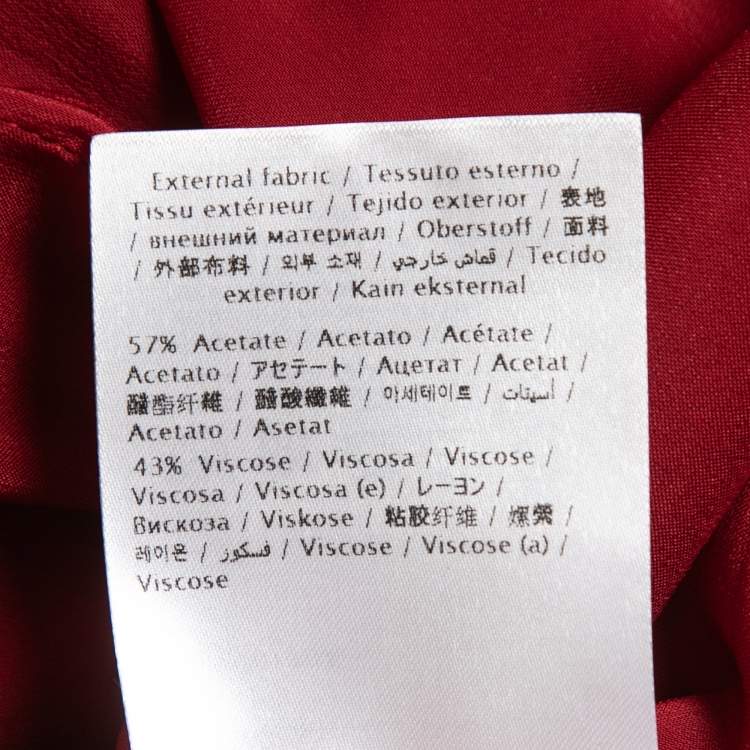 External fabric / Tessuto esterno /
Tissu extérieur / Tejido exterior / 表地
/ внешний материал / Oberstoff / 面料
/ 外部布料 / 외부 소재 / قماش خارجي / Tecido
exterior / Kain eksternal
57% Acetate / Acetato / Acétate /
Acetato / アセテート / Ацетат / Acetat /
醋酯纤维 / 醋酸纖維 / 아세테이트 / أسيتات /
Acetato / Asetat
43% Viscose / Viscosa / Viscose /
Viscosa / Viscosa (e) / レーヨン /
Вискоза / Viskose / 粘胶纤维 / 嫘縈 /
레이온 / فسكوز / Viscose / Viscose (a) /
Viscose